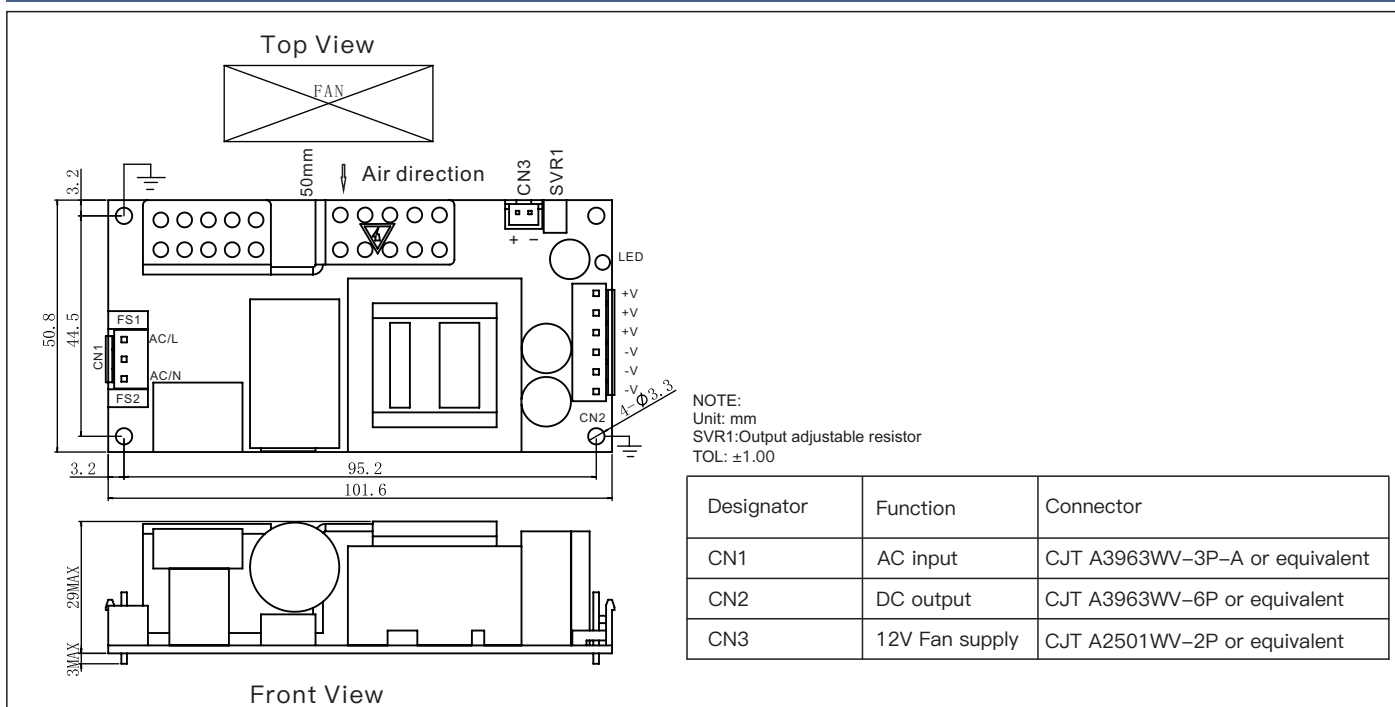 Top View
FAN
3.2
50mm
Air direction
CN3
SVR1
+ −
LED
+V
+V
+V
-V
-V
-V
50.8
44.5
CN1
FS1
AC/L
AC/N
FS2
CN2
4-Φ3.3
3.2
95.2
101.6
NOTE:
Unit: mm
SVR1:Output adjustable resistor
TOL: ±1.00
Designator Function Connector
CN1 AC input CJT A3963WV-3P-A or equivalent
CN2 DC output CJT A3963WV-6P or equivalent
CN3 12V Fan supply CJT A2501WV-2P or equivalent
29MAX
3MAX
Front View